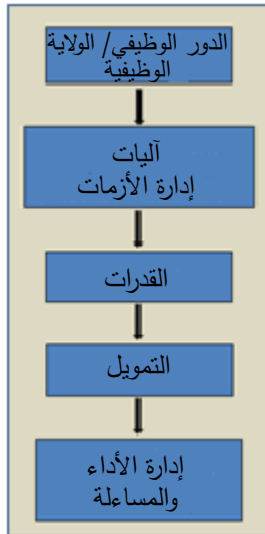 الدور الوظيفي/ الولاية
الوظيفية
آليات
إدارة الأزمات
القدرات
التمويل
إدارة الأداء
والمساءلة